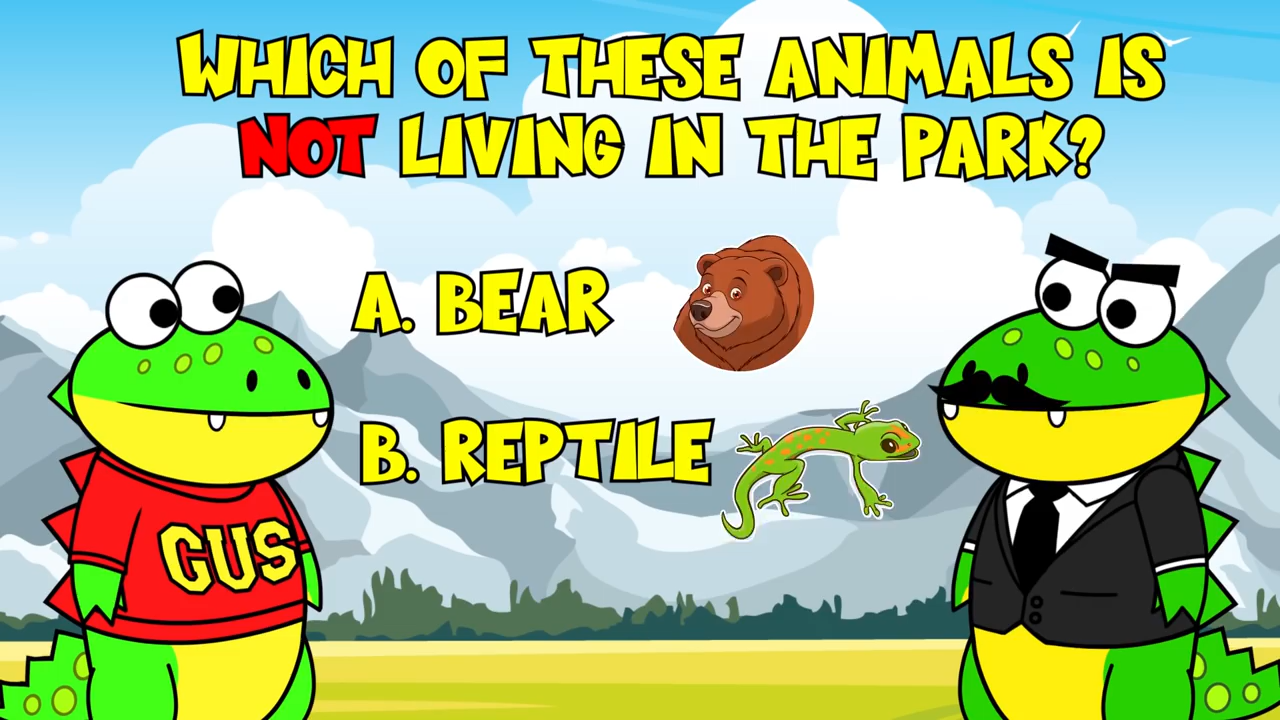 WHICH OF THESE ANIMALS IS
NOT LIVING IN THE PARK?
A. BEAR
B. REPTILE
GUS